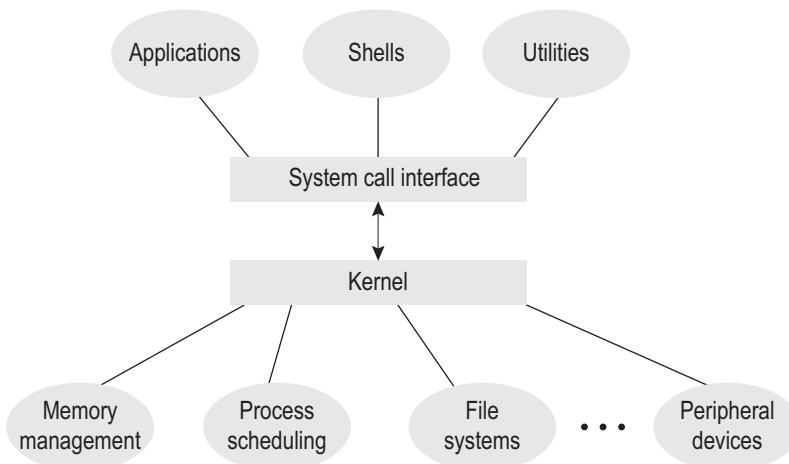 Applications
Shells
Utilities
System call interface
Kernel
Memory
management
Process
scheduling
File
systems
• • •
Peripheral
devices